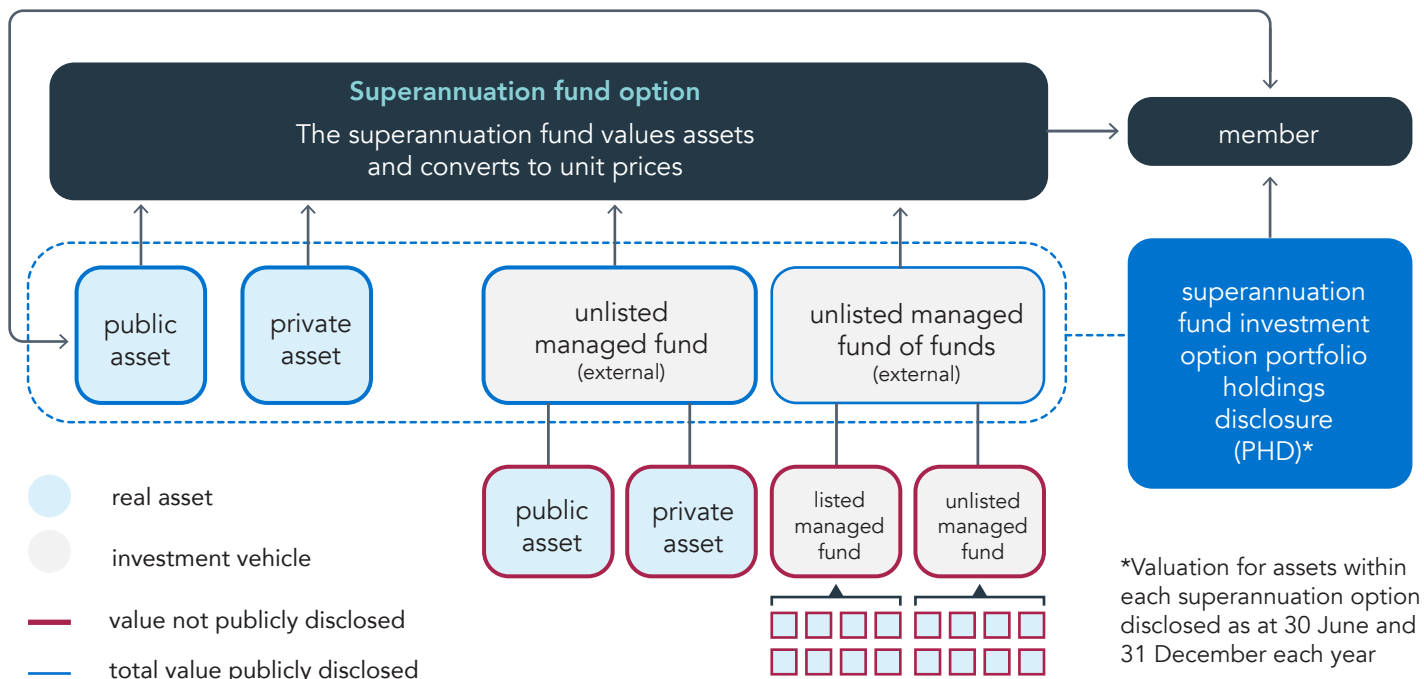 Superannuation fund option
The superannuation fund values assets
and converts to unit prices
member
public
asset
private
asset
unlisted
managed fund
(external)
unlisted managed
fund of funds
(external)
superannuation
fund investment
option portfolio
holdings
disclosure
(PHD)*
public
asset
private
asset
listed
managed
fund
unlisted
managed
fund
real asset
investment vehicle
value not publicly disclosed
total value publicly disclosed
*Valuation for assets within
each superannuation option
disclosed as at 30 June and
31 December each year